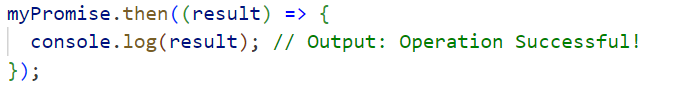 myPromise.then((result) => {
  console.log(result); // Output: Operation Successful!
});